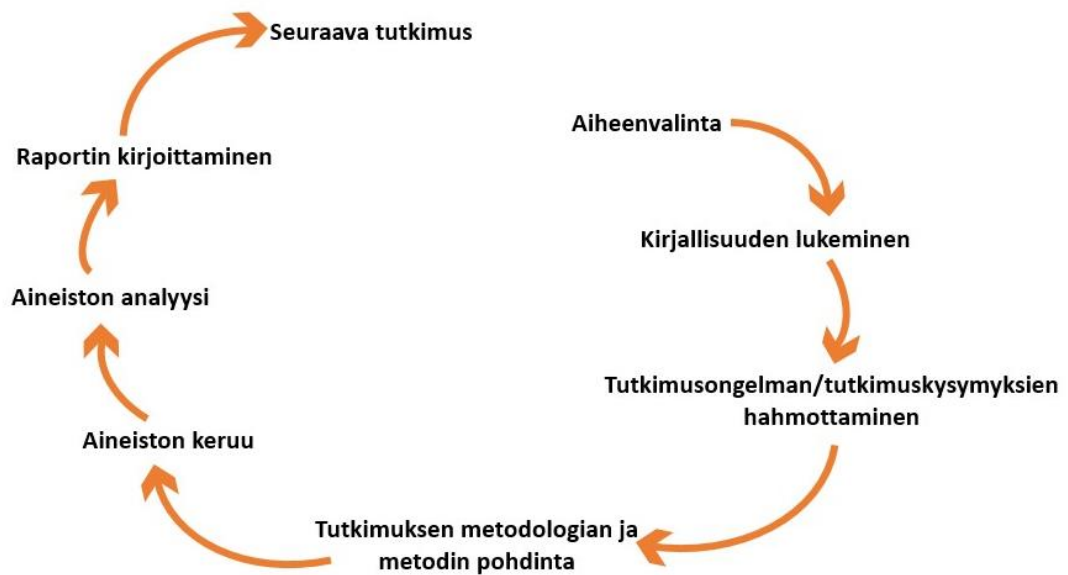 Seuraava tutkimus
Aiheenvalinta
Raportin kirjoittaminen
Kirjallisuuden lukeminen
Aineiston analyysi
Tutkimusongelman/tutkimuskysymyksien
hahmottaminen
Aineiston keruu
Tutkimuksen metodologian ja
metodin pohdinta